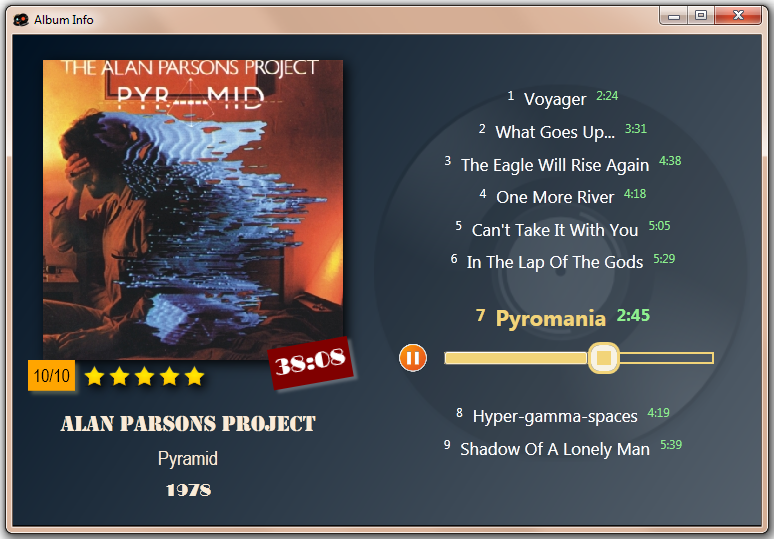 Album Info
THE ALAN PARSONS PROJECT
PYRAMID
10/10
38:08
ALAN PARSONS PROJECT
Pyramid
1978
1 Voyager 2:24
2 What Goes Up... 3:31
3 The Eagle Will Rise Again 4:38
4 One More River 4:18
5 Can't Take It With You 5:05
6 In The Lap Of The Gods 5:29
7 Pyromania 2:45
8 Hyper-gamma-spaces 4:19
9 Shadow Of A Lonely Man 5:39